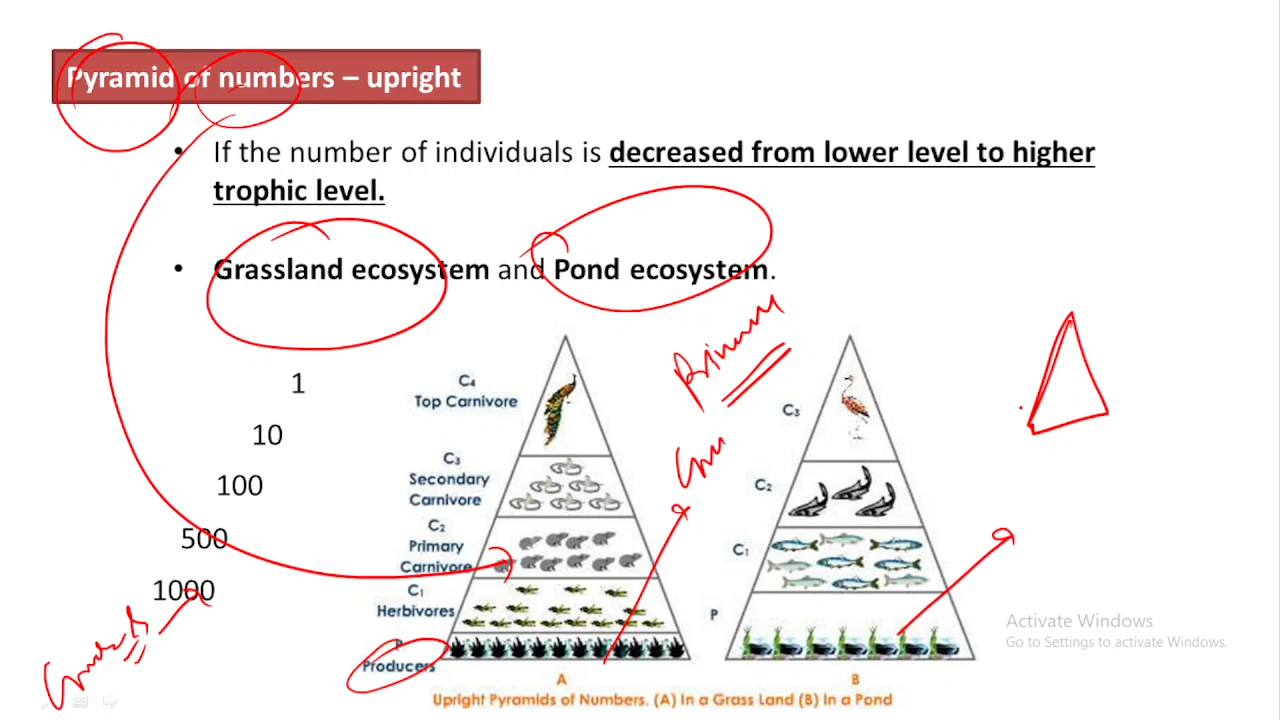 Pyramid of numbers – upright
• If the number of individuals is decreased from lower level to higher
trophic level.
• Grassland ecosystem and Pond ecosystem.
1
10
100
500
1000
C4
Top Carnivore
C3
Secondary
Carnivore
C2
Primary
Carnivore
C1
Herbivores
P
Producers
A
C3
C2
C1
P
B
Upright Pyramids of Numbers. (A) In a Grass Land (B) In a Pond
Activate Windows
Go to Settings to activate Windows.